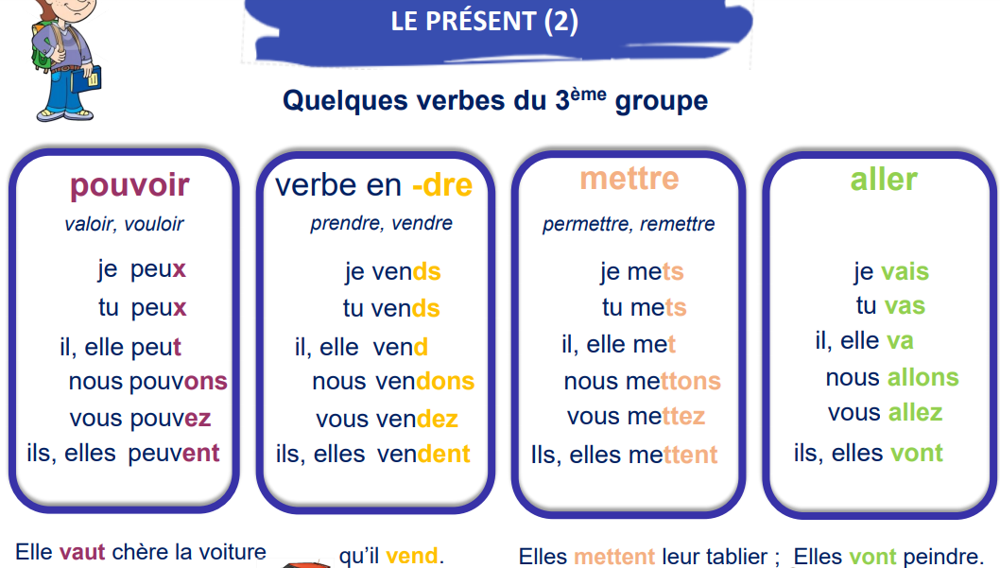 LE PRÉSENT (2)
Quelques verbes du 3ème groupe
pouvoir
valoir, vouloir
je peux
tu peux
il, elle peut
nous pouvons
vous pouvez
ils, elles peuvent
verbe en -dre
prendre, vendre
je vends
tu vends
il, elle vend
nous vendons
vous vendez
ils, elles vendent
mettre
permettre, remettre
je mets
tu mets
il, elle met
nous mettons
vous mettez
Ils, elles mettent
aller
je vais
tu vas
il, elle va
nous allons
vous allez
ils, elles vont
Elle vaut chère la voiture qu’il vend.
Elles mettent leur tablier ; Elles vont peindre.